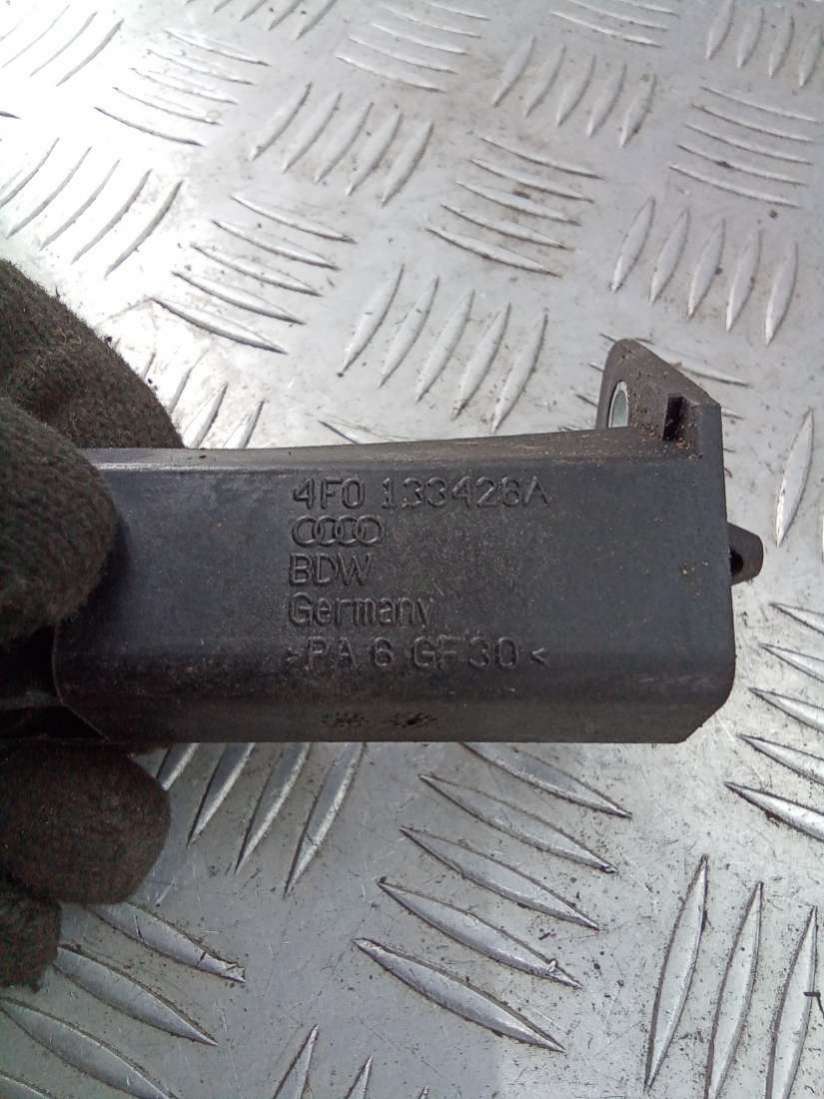 4F0 133428A
BDW
Germany
>PA 6 GF30<